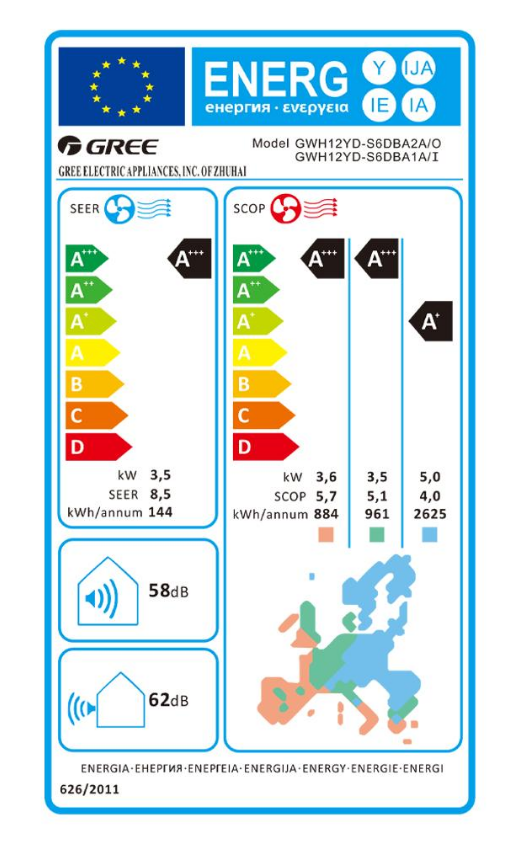 ENERG Y IJA
енергия · ενεργεια IE IA
GREE Model GWH12YD-S6DBA2A/O
GWH12YD-S6DBA1A/I
GREE ELECTRIC APPLIANCES, INC. OF ZHUHAI
SEER
A+++ A+++
A++
A+
A
B
C
D
kW 3,5
SEER 8,5
kWh/annum 144
SCOP
A+++ A+++ A+++
A++
A+ A+
A
B
C
D
kW 3,6 3,5 5,0
SCOP 5,7 5,1 4,0
kWh/annum 884 961 2625
58dB
62dB
ENERGIA·ЕНЕРГИЯ·ΕΝΕΡΓΕΙΑ·ENERGIJA·ENERGY·ENERGIE·ENERGI
626/2011